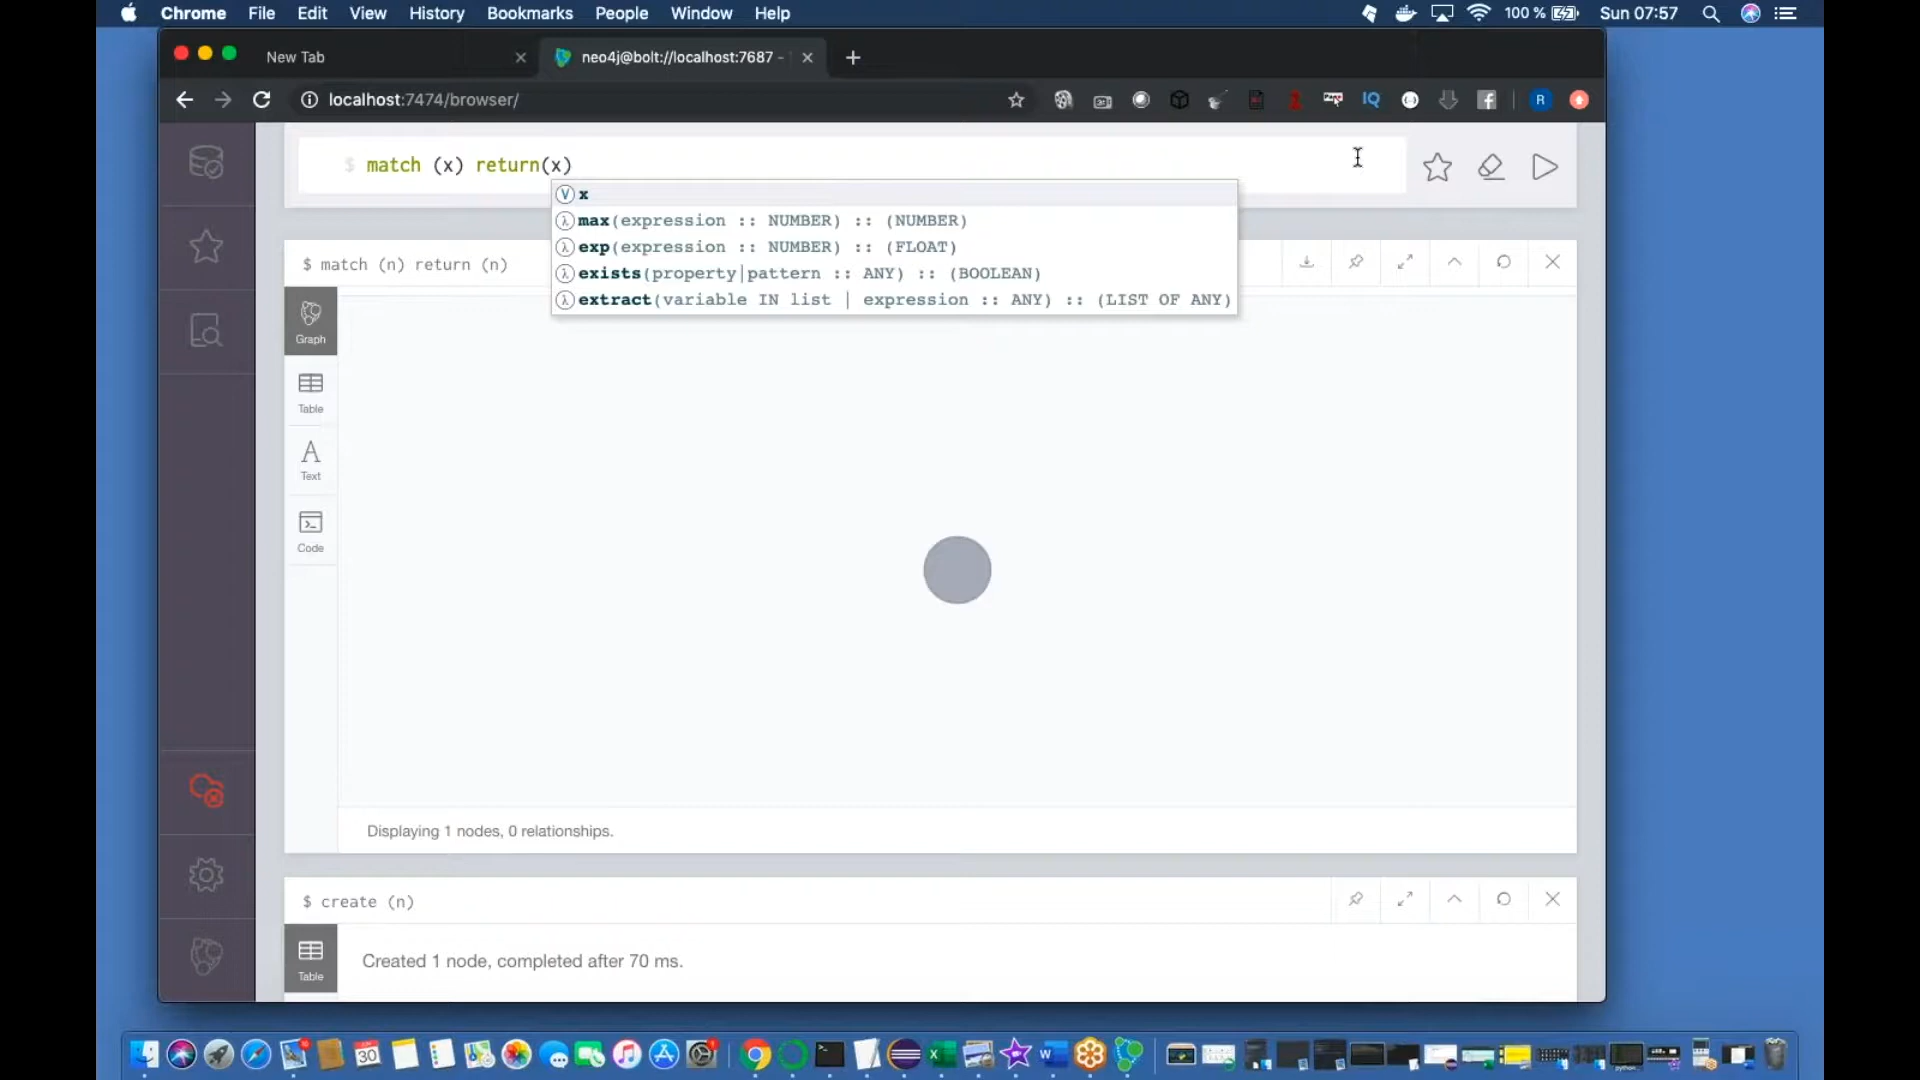 Chrome File Edit View History Bookmarks People Window Help 100 % Sun 07:57
New Tab neo4j@bolt://localhost:7687 -
localhost:7474/browser/ IQ R
$ match (x) return(x)
V x
λ max(expression :: NUMBER) :: (NUMBER)
λ exp(expression :: NUMBER) :: (FLOAT)
λ exists(property|pattern :: ANY) :: (BOOLEAN)
λ extract(variable IN list | expression :: ANY) :: (LIST OF ANY)
$ match (n) return (n)
Graph
Table
A
Text
Code
Displaying 1 nodes, 0 relationships.
$ create (n)
Table
Created 1 node, completed after 70 ms.
30